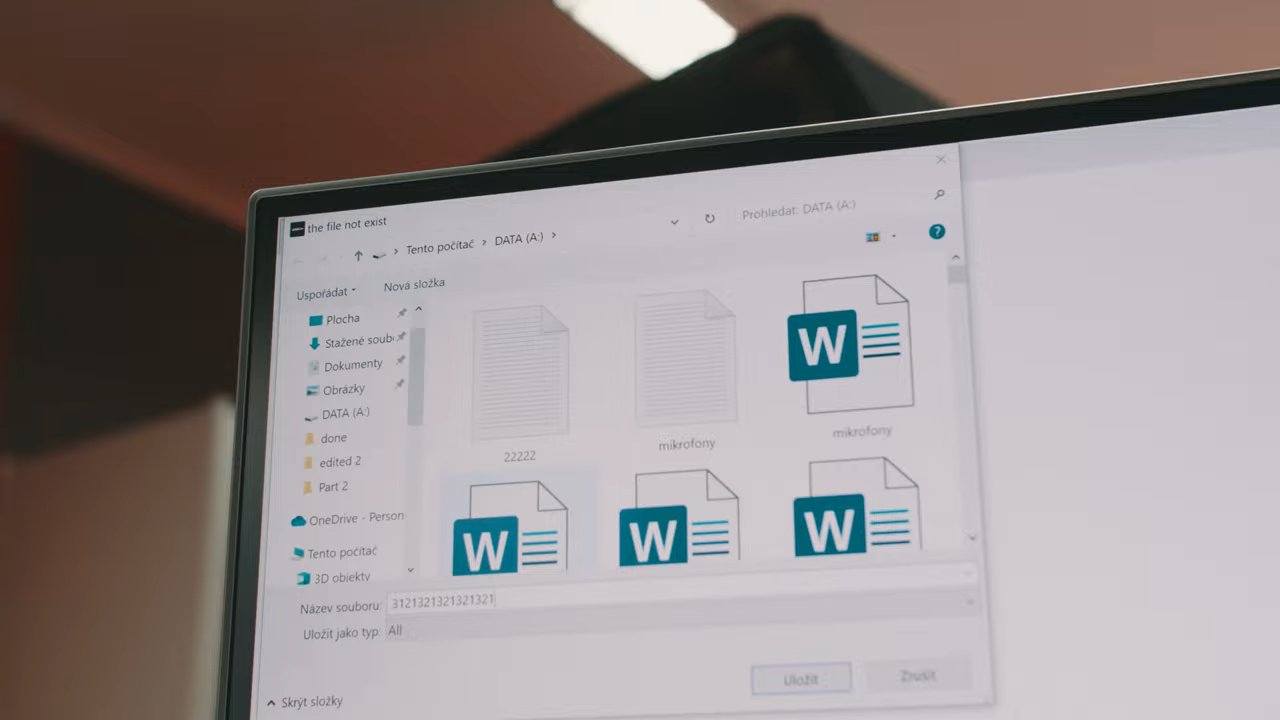 the file not exist
Tento počítač > DATA (A:) >
Prohledat: DATA (A:)
?
Uspořádat
Nová složka
Plocha
Stažené soub
Dokumenty
Obrázky
DATA (A:)
done
edited 2
Part 2
OneDrive - Person
Tento počítač
3D objekty
22222
mikrofony
mikrofony
W
W
W
W
Název souboru: 3121321321321321
Uložit jako typ: All
Skrýt složky
Uložit
Zrušit